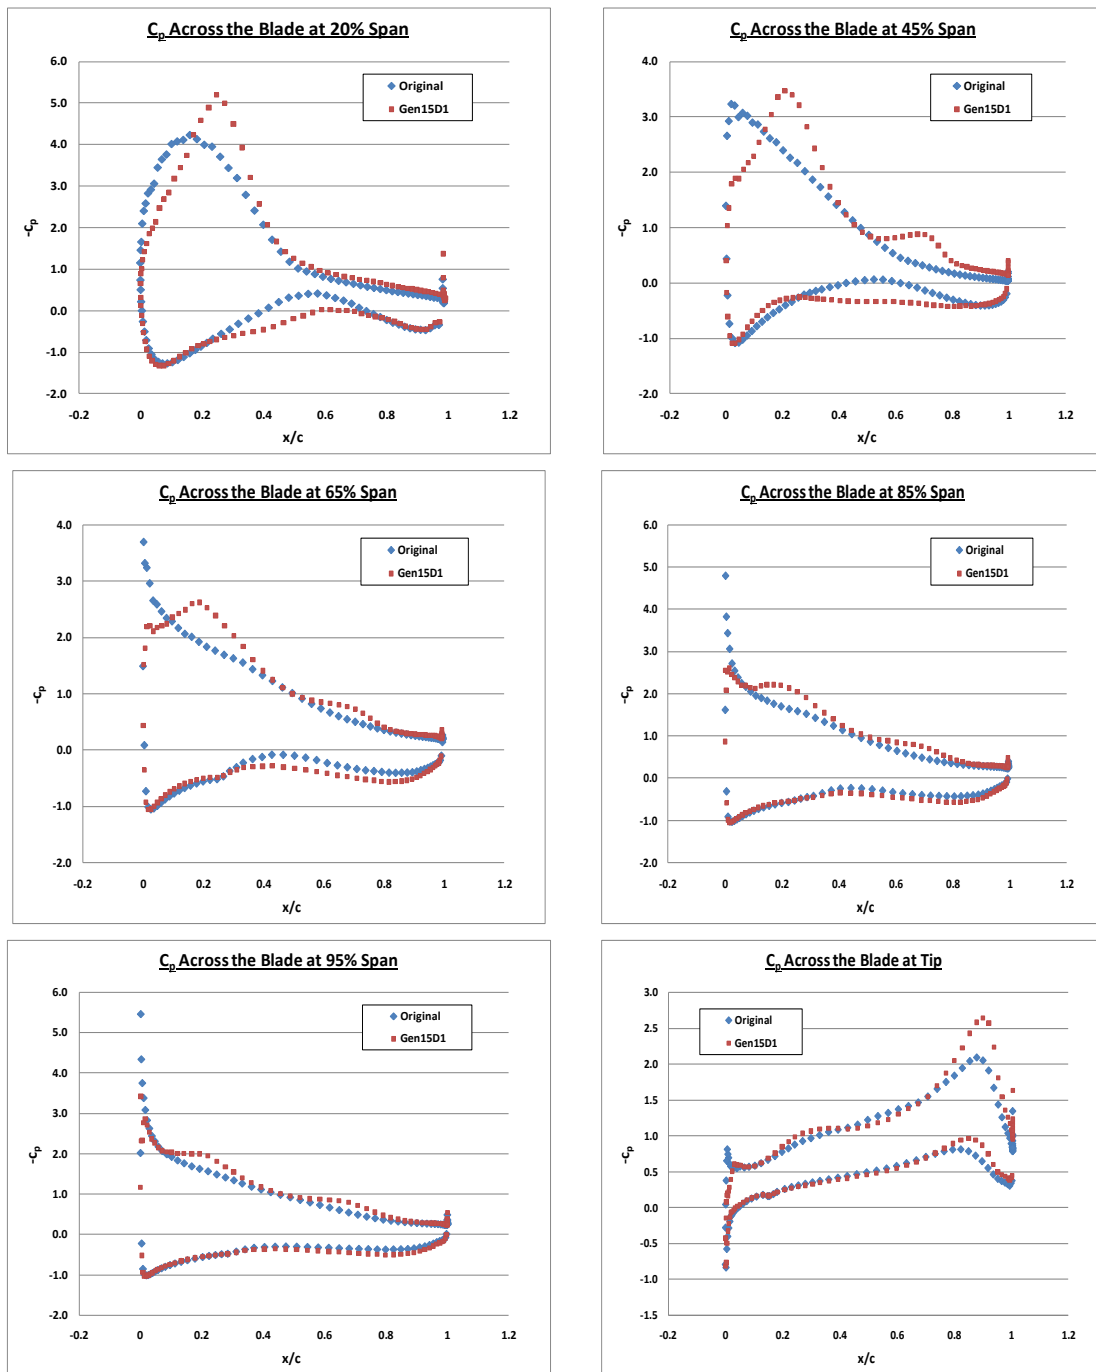 Cp Across the Blade at 20% Span
6.0
5.0
4.0
3.0
2.0
1.0
0.0
-1.0
-2.0
-0.2 0 0.2 0.4 0.6 0.8 1 1.2
-Cp
x/c
Original
Gen15D1
Cp Across the Blade at 45% Span
4.0
3.0
2.0
1.0
0.0
-1.0
-2.0
-0.2 0 0.2 0.4 0.6 0.8 1 1.2
-Cp
x/c
Original
Gen15D1
Cp Across the Blade at 65% Span
4.0
3.0
2.0
1.0
0.0
-1.0
-2.0
-0.2 0 0.2 0.4 0.6 0.8 1 1.2
-Cp
x/c
Original
Gen15D1
Cp Across the Blade at 85% Span
6.0
5.0
4.0
3.0
2.0
1.0
0.0
-1.0
-2.0
-0.2 0 0.2 0.4 0.6 0.8 1 1.2
-Cp
x/c
Original
Gen15D1
Cp Across the Blade at 95% Span
6.0
5.0
4.0
3.0
2.0
1.0
0.0
-1.0
-2.0
-0.2 0 0.2 0.4 0.6 0.8 1 1.2
-Cp
x/c
Original
Gen15D1
Cp Across the Blade at Tip
3.0
2.5
2.0
1.5
1.0
0.5
0.0
-0.5
-1.0
-1.5
-0.2 0 0.2 0.4 0.6 0.8 1 1.2
-Cp
x/c
Original
Gen15D1